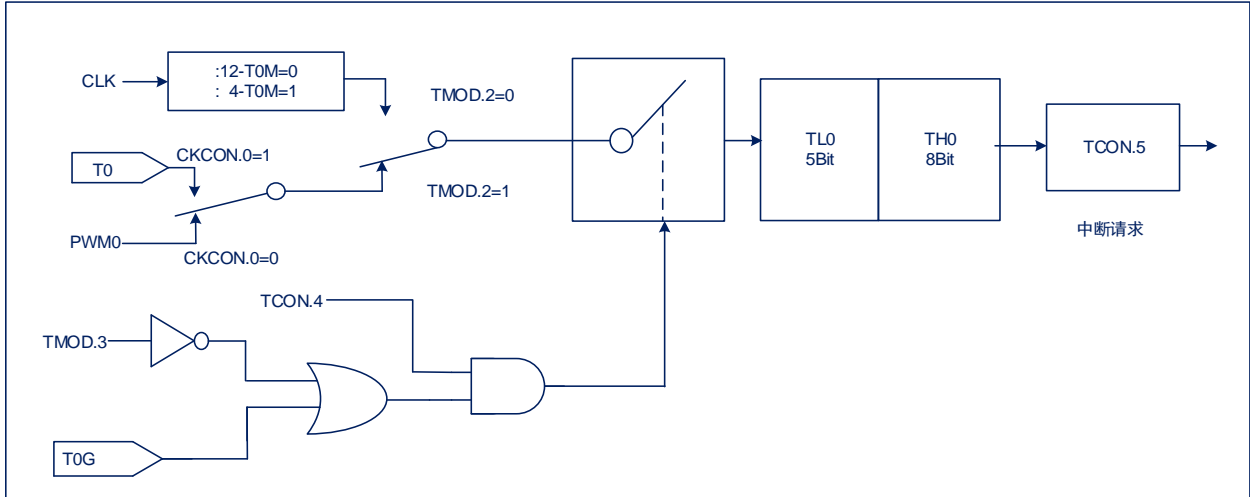 :12-T0M=0
: 4-T0M=1
CLK
TMOD.2=0
T0
CKCON.0=1
TMOD.2=1
PWM0
CKCON.0=0
TL0
5Bit
TH0
8Bit
TCON.5
中断请求
TCON.4
TMOD.3
T0G